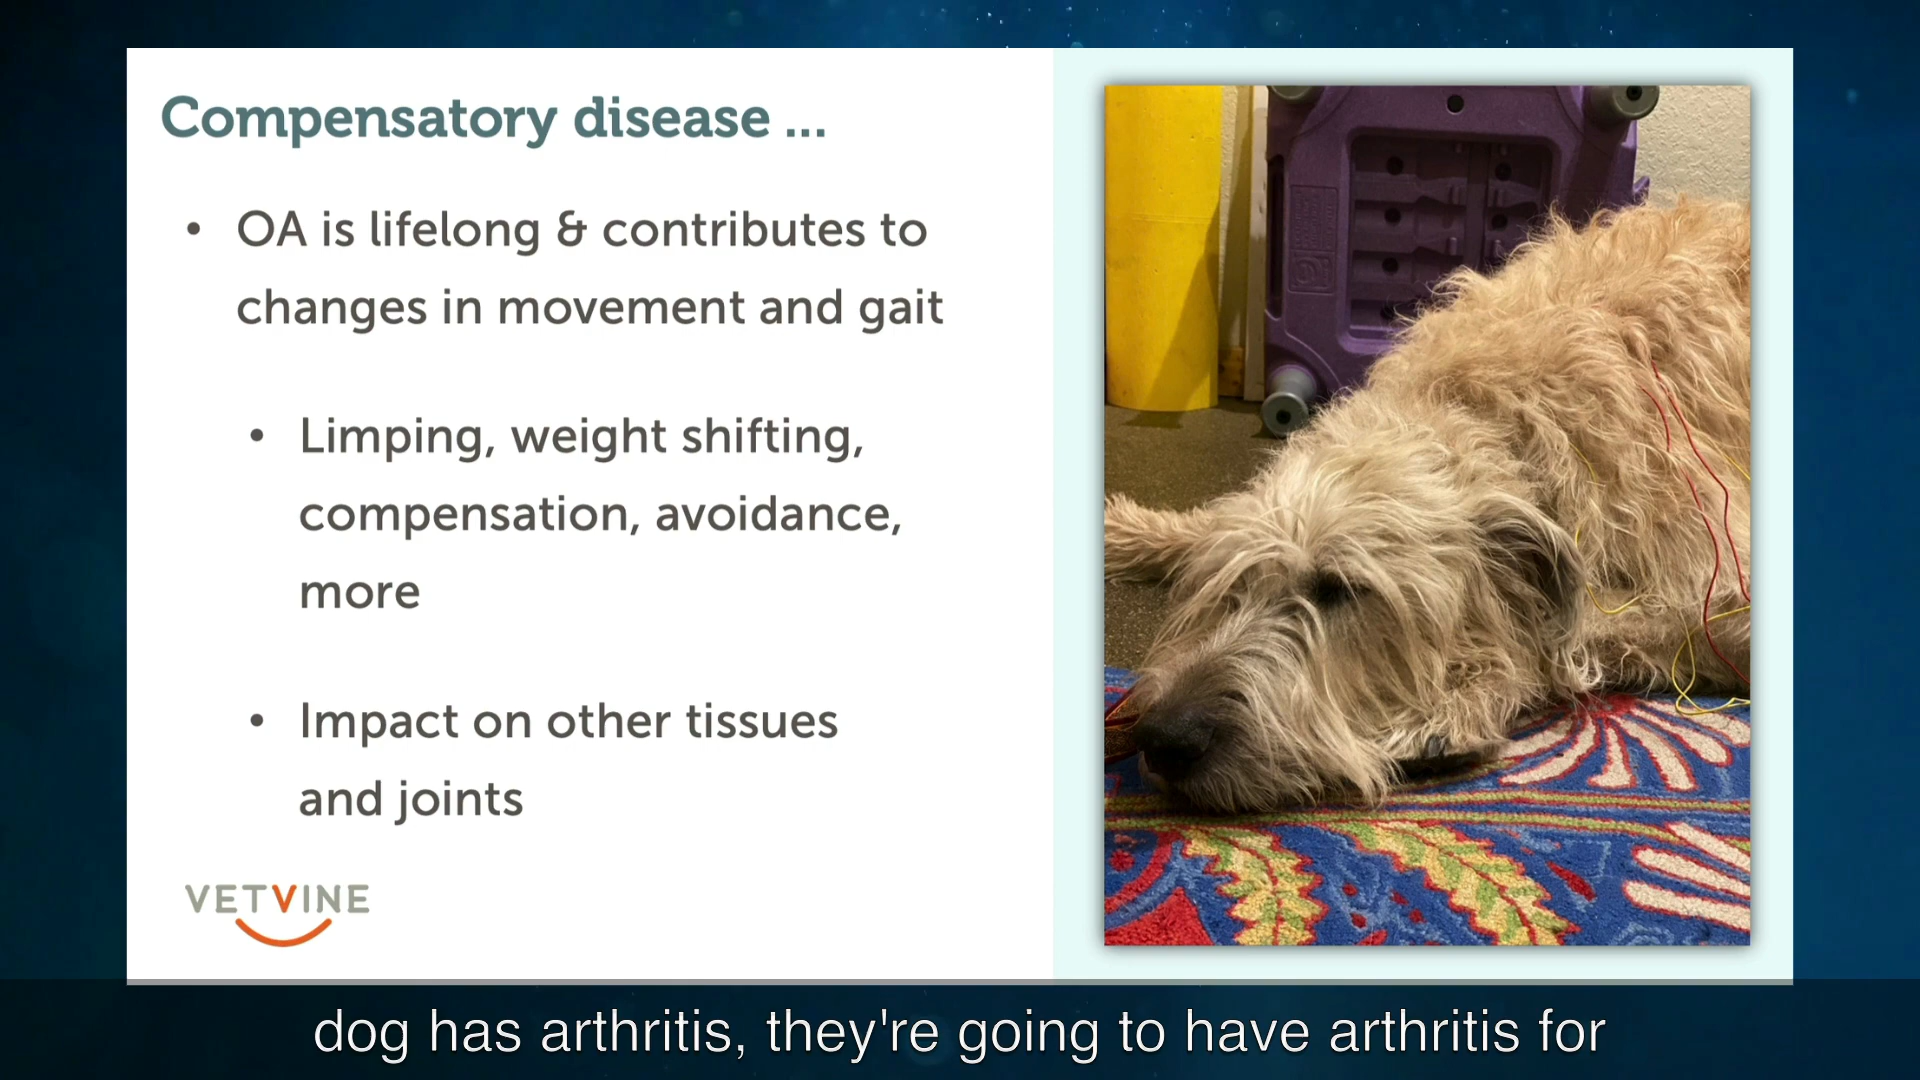 Compensatory disease ...
• OA is lifelong & contributes to
changes in movement and gait
• Limping, weight shifting,
compensation, avoidance,
more
• Impact on other tissues
and joints
VETVINE
dog has arthritis, they're going to have arthritis for